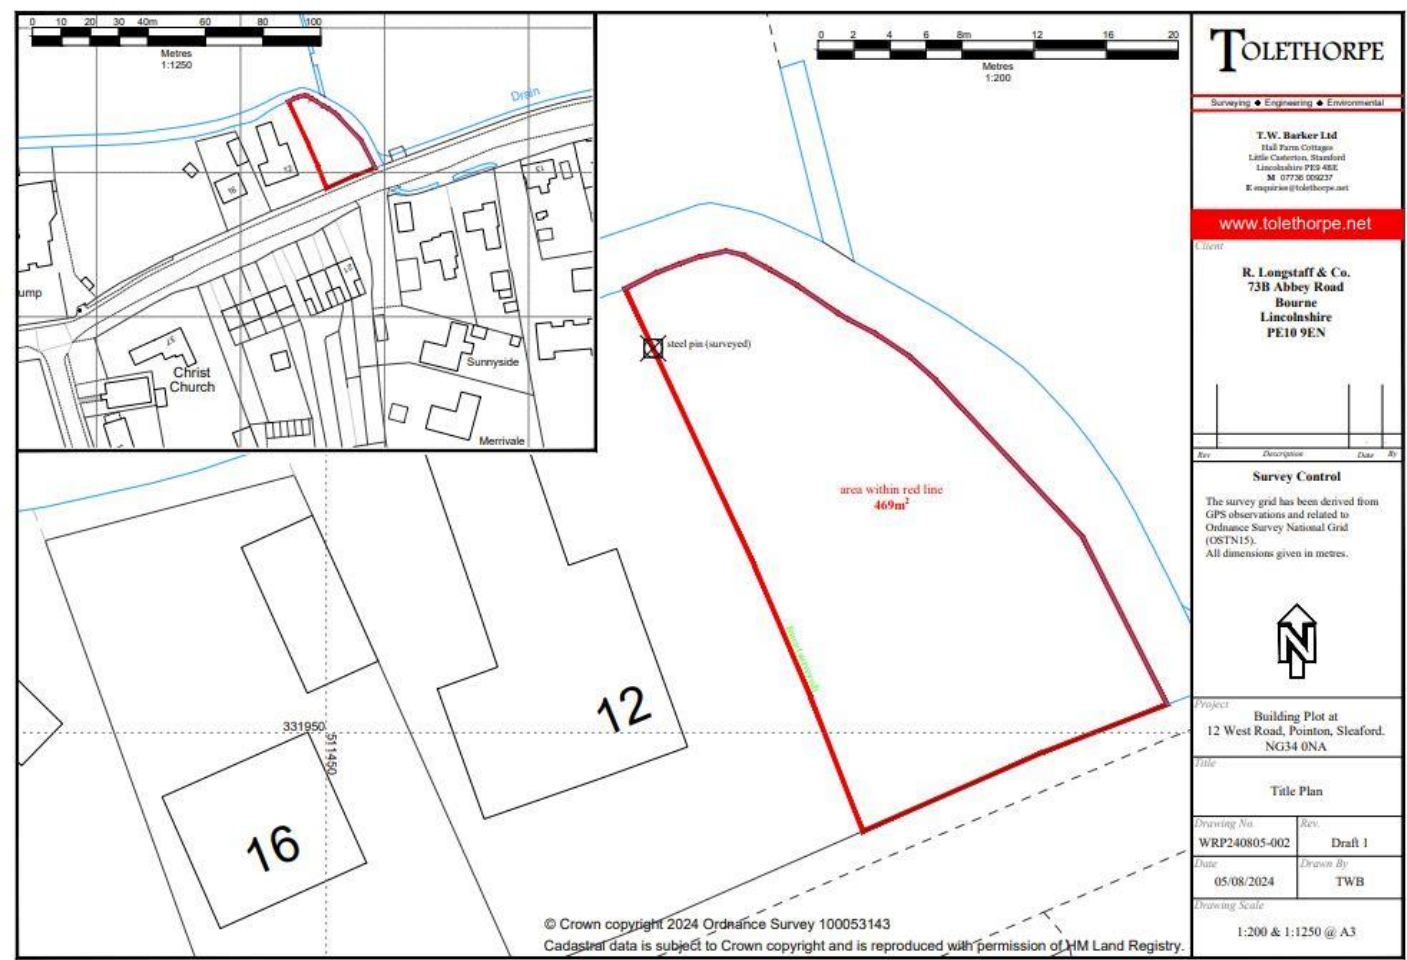 0 10 20 30 40m 60 80 100
Metres
1:1250
Drain
12
16
13
21
ump
37
Christ
Church
Sunnyside
Merrivale
0 2 4 6 8m 12 16 20
Metres
1:200
steel pin (surveyed)
area within red line
469m²
12
16
331950
511450
© Crown copyright 2024 Ordnance Survey 100053143
Cadastral data is subject to Crown copyright and is reproduced with permission of HM Land Registry.
TOLETHORPE
Surveying ◆ Engineering ◆ Environmental
T.W. Barker Ltd
Hall Farm Cottages
Little Casterton, Stamford
Lincolnshire PE9 4BE
M 07736 009237
E enquiries@tolethorpe.net
www.tolethorpe.net
Client
R. Longstaff & Co.
73B Abbey Road
Bourne
Lincolnshire
PE10 9EN
Rev Description Date By
Survey Control
The survey grid has been derived from
GPS observations and related to
Ordnance Survey National Grid
(OSTN15).
All dimensions given in metres.
N
Project
Building Plot at
12 West Road, Pointon, Sleaford.
NG34 0NA
Title
Title Plan
Drawing No. Rev.
WRP240805-002 Draft 1
Date Drawn By
05/08/2024 TWB
Drawing Scale
1:200 & 1:1250 @ A3